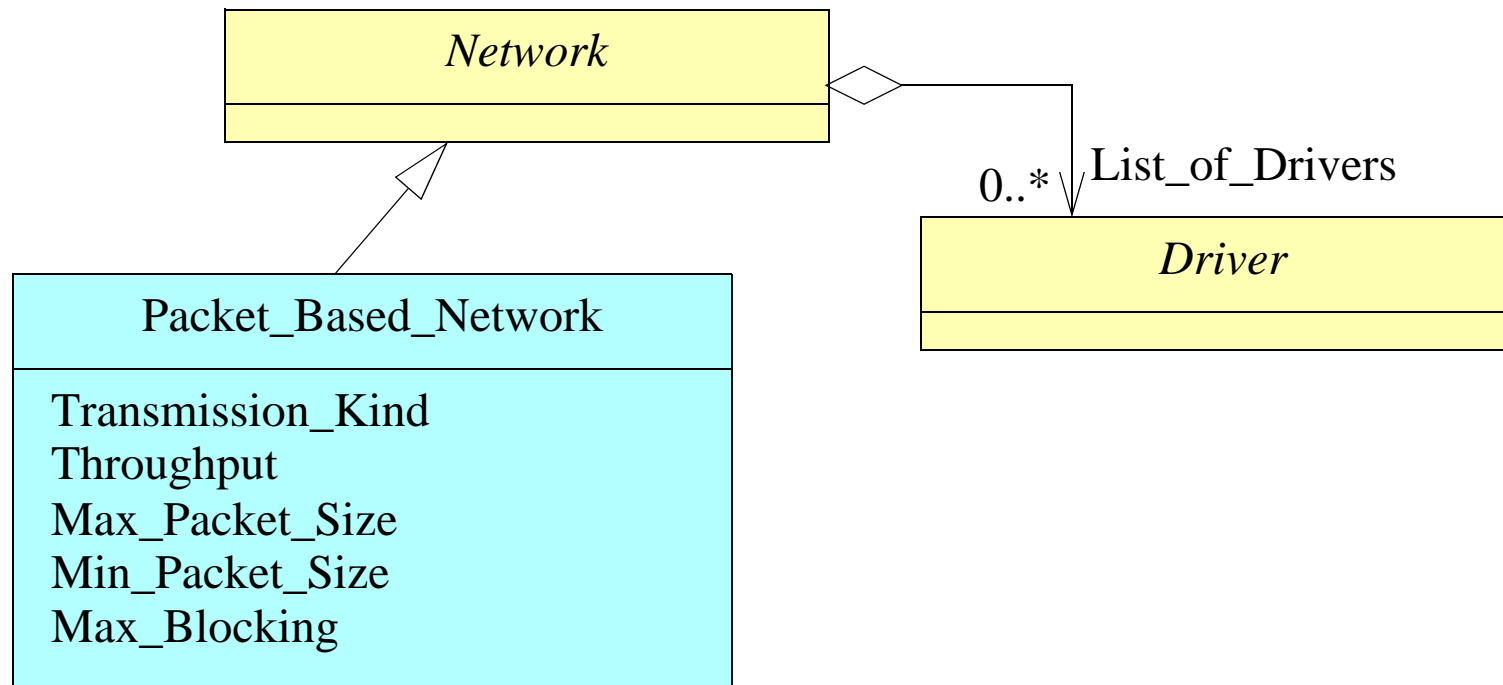 Network
0..*
List_of_Drivers
Driver
Packet_Based_Network
Transmission_Kind
Throughput
Max_Packet_Size
Min_Packet_Size
Max_Blocking